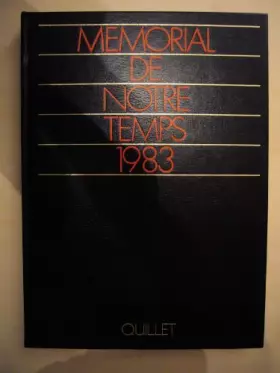 MEMORIAL
DE
NOTRE
TEMPS
1983
QUILLET